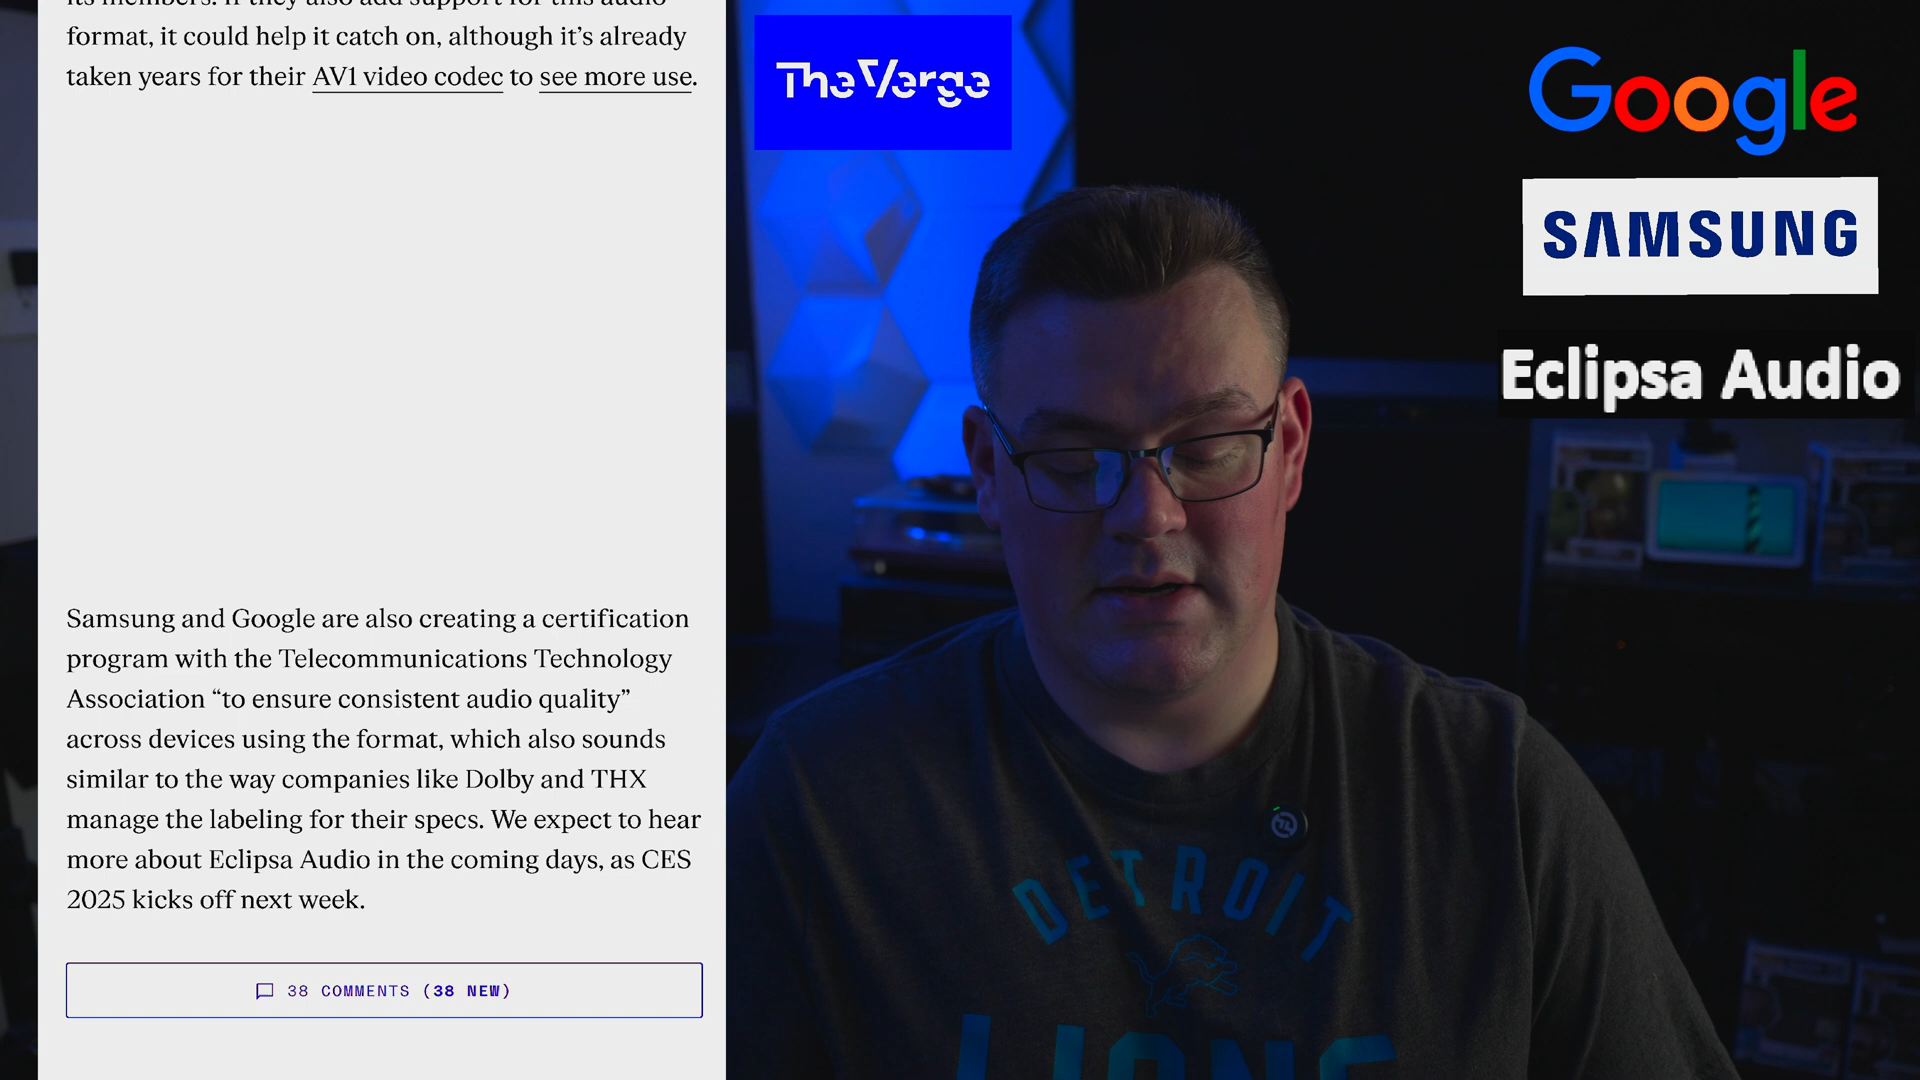 format, it could help it catch on, although it’s already
taken years for their AV1 video codec to see more use.
Samsung and Google are also creating a certification
program with the Telecommunications Technology
Association “to ensure consistent audio quality”
across devices using the format, which also sounds
similar to the way companies like Dolby and THX
manage the labeling for their specs. We expect to hear
more about Eclipsa Audio in the coming days, as CES
2025 kicks off next week.
38 COMMENTS (38 NEW)
TheVerge
Google
SAMSUNG
Eclipsa Audio
DETROIT
LIONS